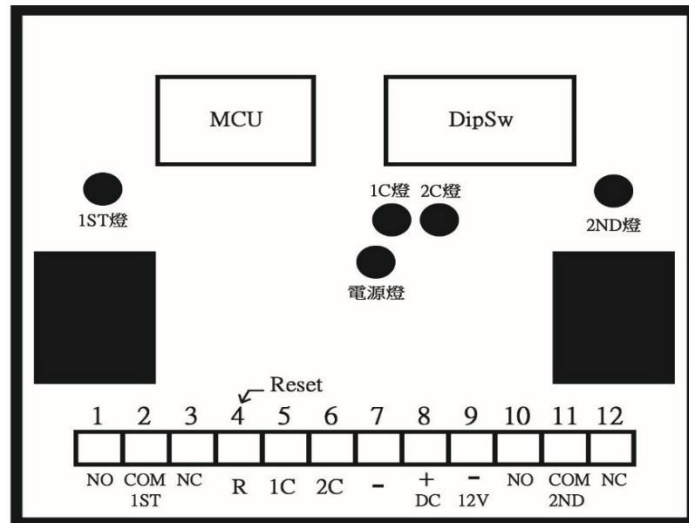 MCU
DipSw
1C燈 2C燈
1ST燈
2ND燈
電源燈
Reset
1 2 3 4 5 6 7 8 9 10 11 12
NO COM NC R 1C 2C − + − NO COM NC
1ST DC 12V 2ND